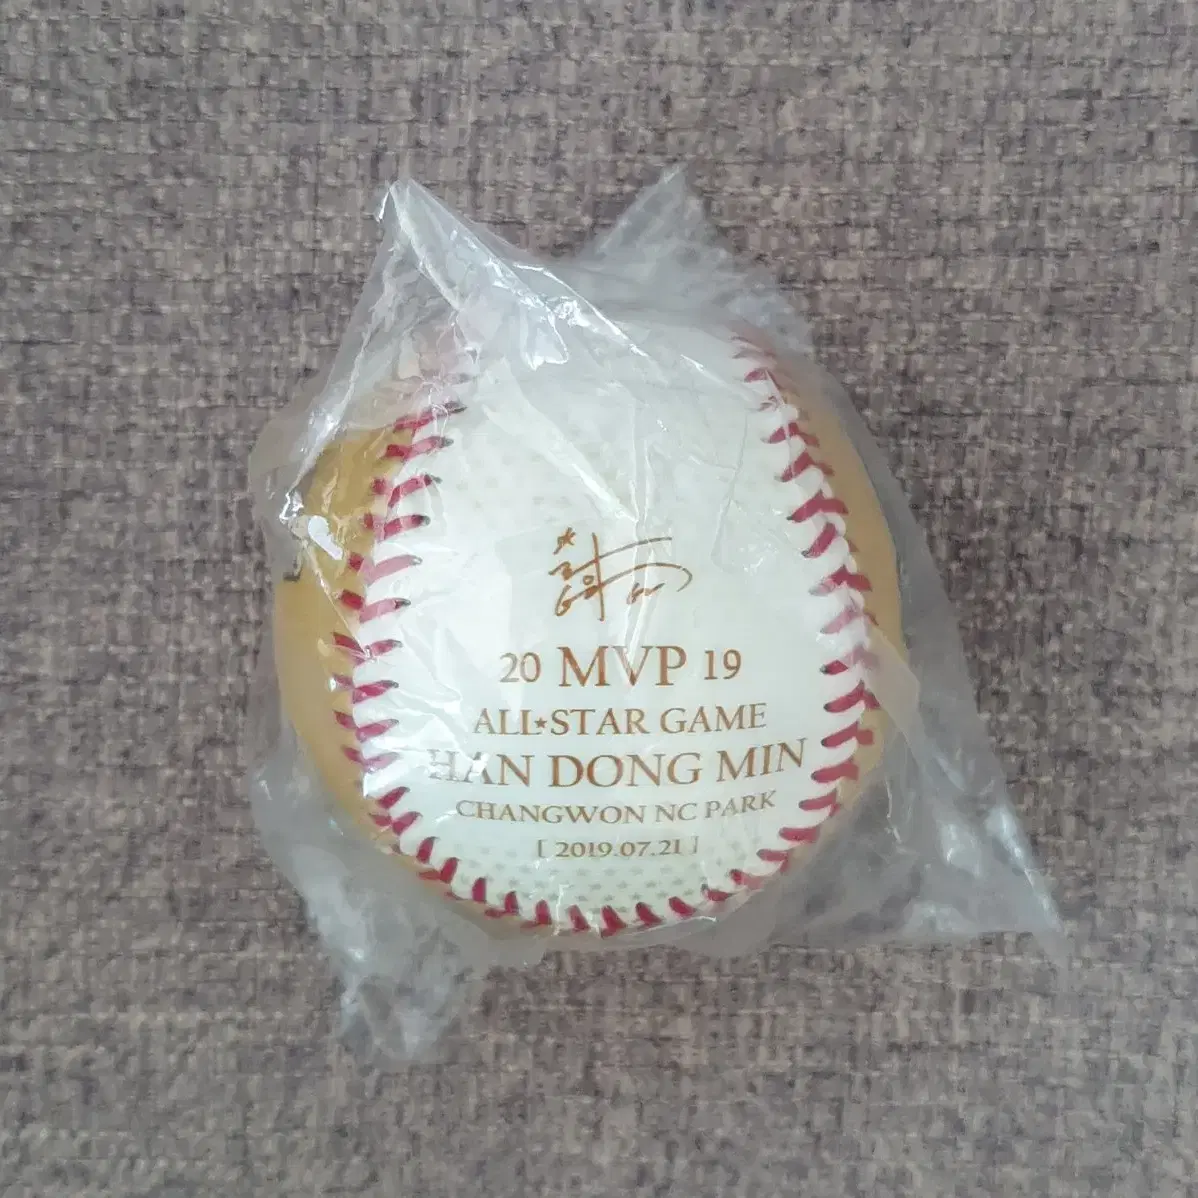 20 MVP 19
ALL★STAR GAME
HAN DONG MIN
CHANGWON NC PARK
[ 2019.07.21 ]